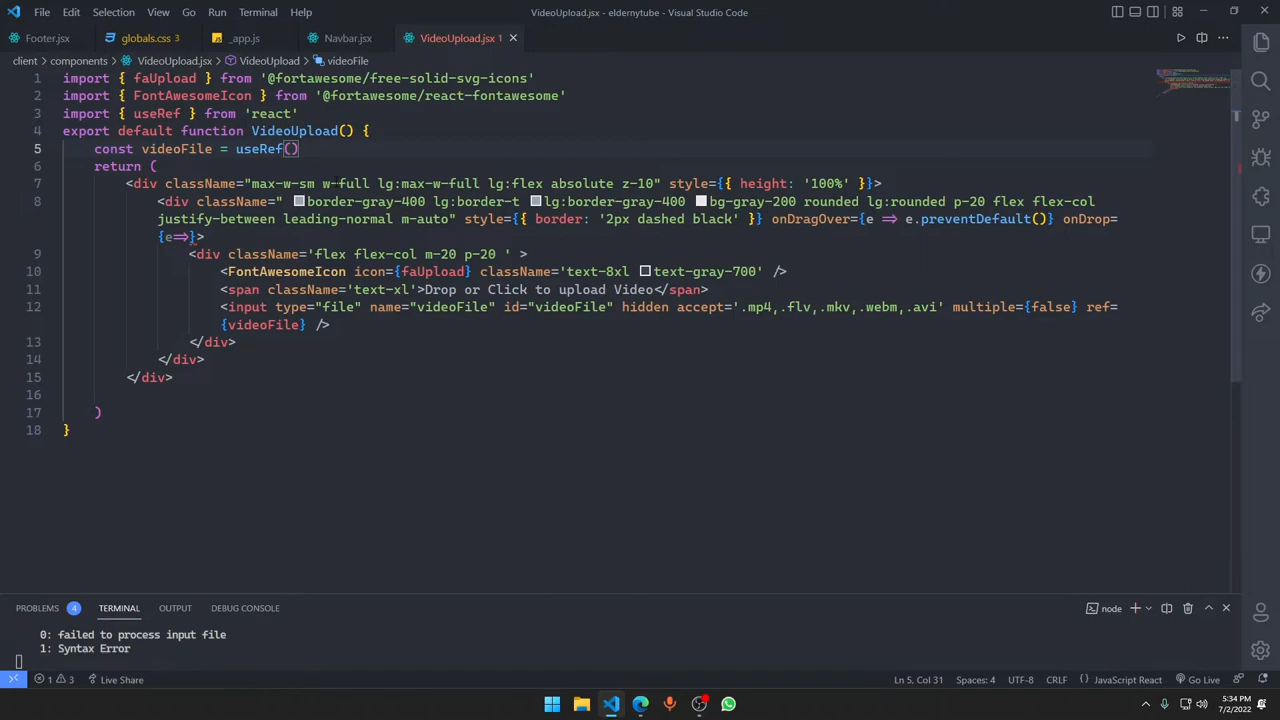 File Edit Selection View Go Run Terminal Help
VideoUpload.jsx - eldernytube - Visual Studio Code
Footer.jsx globals.css 3 _app.js Navbar.jsx VideoUpload.jsx 1
client > components > VideoUpload.jsx > VideoUpload > videoFile
1 import { faUpload } from '@fortawesome/free-solid-svg-icons'
2 import { FontAwesomeIcon } from '@fortawesome/react-fontawesome'
3 import { useRef } from 'react'
4 export default function VideoUpload() {
5 const videoFile = useRef()
6 return (
7 <div className="max-w-sm w-full lg:max-w-full lg:flex absolute z-10" style={{ height: '100%' }}>
8 <div className=" border-gray-400 lg:border-t lg:border-gray-400 bg-gray-200 rounded lg:rounded p-20 flex flex-col
justify-between leading-normal m-auto" style={{ border: '2px dashed black' }} onDragOver={e => e.preventDefault()} onDrop=
{e=>}>
9 <div className='flex flex-col m-20 p-20 ' >
10 <FontAwesomeIcon icon={faUpload} className='text-8xl text-gray-700' />
11 <span className='text-xl'>Drop or Click to upload Video</span>
12 <input type="file" name="videoFile" id="videoFile" hidden accept='.mp4,.flv,.mkv,.webm,.avi' multiple={false} ref=
{videoFile} />
13 </div>
14 </div>
15 </div>
16
17 )
18 }
PROBLEMS 4 TERMINAL OUTPUT DEBUG CONSOLE
node
0: failed to process input file
1: Syntax Error
1 3 Live Share
Ln 5, Col 31 Spaces: 4 UTF-8 CRLF { } JavaScript React Go Live
5:34 PM
7/2/2022